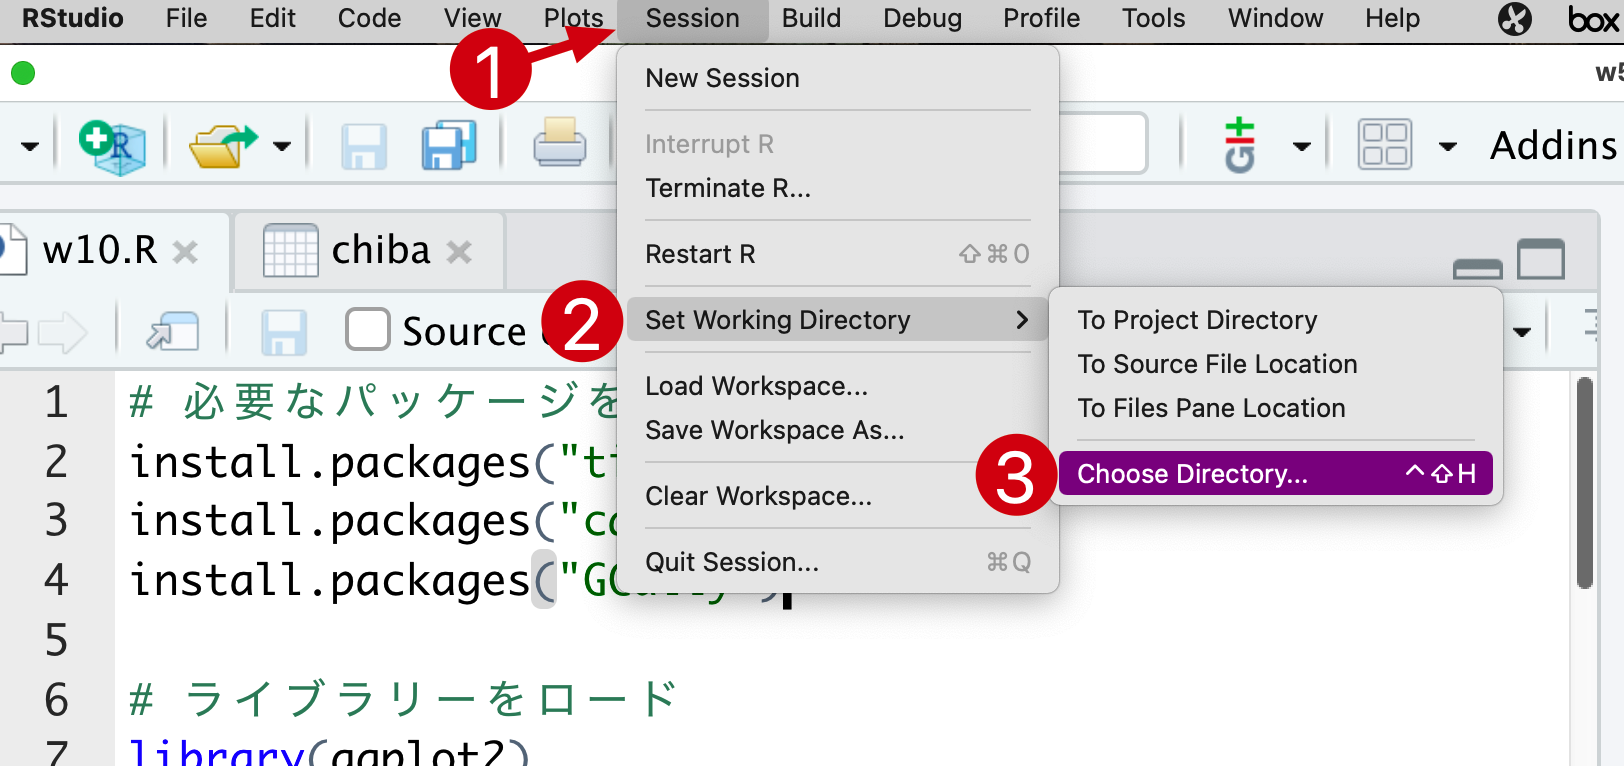 RStudio File Edit Code View Plots Session Build Debug Profile Tools Window Help box
1
New Session
Interrupt R
Terminate R...
Addins
w10.R chiba
Restart R ⇧⌘0
2
Set Working Directory
To Project Directory
To Source File Location
To Files Pane Location
3
Choose Directory... ^⇧H
Load Workspace...
Save Workspace As...
Clear Workspace...
Quit Session... ⌘Q
Source
1 # 必要なパッケージを
2 install.packages("
3 install.packages("
4 install.packages("GGally")
5
6 # ライブラリーをロード
7 library(ggplot2)